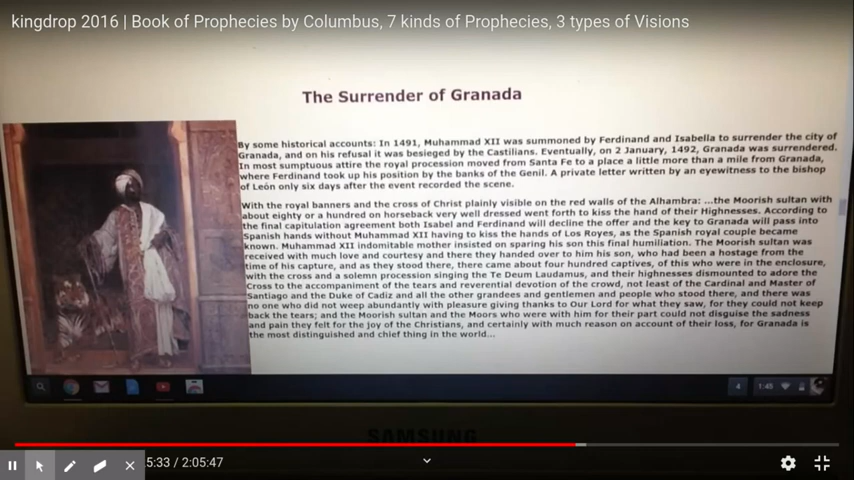 kingdrop 2016 | Book of Prophecies by Columbus, 7 kinds of Prophecies, 3 types of Visions
The Surrender of Granada
By some historical accounts: In 1491, Muhammad XII was summoned by Ferdinand and Isabella to surrender the city of
Granada, and on his refusal it was besieged by the Castilians. Eventually, on 2 January, 1492, Granada was surrendered.
In most sumptuous attire the royal procession moved from Santa Fe to a place a little more than a mile from Granada,
where Ferdinand took up his position by the banks of the Genil. A private letter written by an eyewitness to the bishop
of León only six days after the event recorded the scene.
With the royal banners and the cross of Christ plainly visible on the red walls of the Alhambra: ...the Moorish sultan with
about eighty or a hundred on horseback very well dressed went forth to kiss the hand of their Highnesses. According to
the final capitulation agreement both Isabel and Ferdinand will decline the offer and the key to Granada will pass into
Spanish hands without Muhammad XII having to kiss the hands of Los Royes, as the Spanish royal couple became
known. Muhammad XII indomitable mother insisted on sparing his son this final humiliation. The Moorish sultan was
received with much love and courtesy and there they handed over to him his son, who had been a hostage from the
time of his capture, and as they stood there, there came about four hundred captives, of this who were in the enclosure,
with the cross and a solemn procession singing the Te Deum Laudamus, and their highnesses dismounted to adore the
Cross to the accompaniment of the tears and reverential devotion of the crowd, not least of the Cardinal and Master of
Santiago and the Duke of Cadiz and all the other grandees and gentlemen and people who stood there, and there was
no one who did not weep abundantly with pleasure giving thanks to Our Lord for what they saw, for they could not keep
back the tears; and the Moorish sultan and the Moors who were with him for their part could not disguise the sadness
and pain they felt for the joy of the Christians, and certainly with much reason on account of their loss, for Granada is
the most distinguished and chief thing in the world...
4 1:45
SAMSUNG
5:33 / 2:05:47